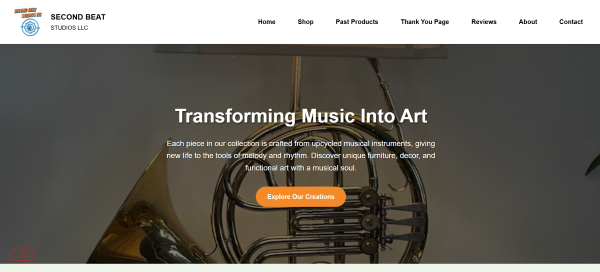 SECOND BEAT
STUDIOS LLC
Home Shop Past Products Thank You Page Reviews About Contact
Transforming Music Into Art
Each piece in our collection is crafted from upcycled musical instruments, giving
new life to the tools of melody and rhythm. Discover unique furniture, decor, and
functional art with a musical soul.
Explore Our Creations